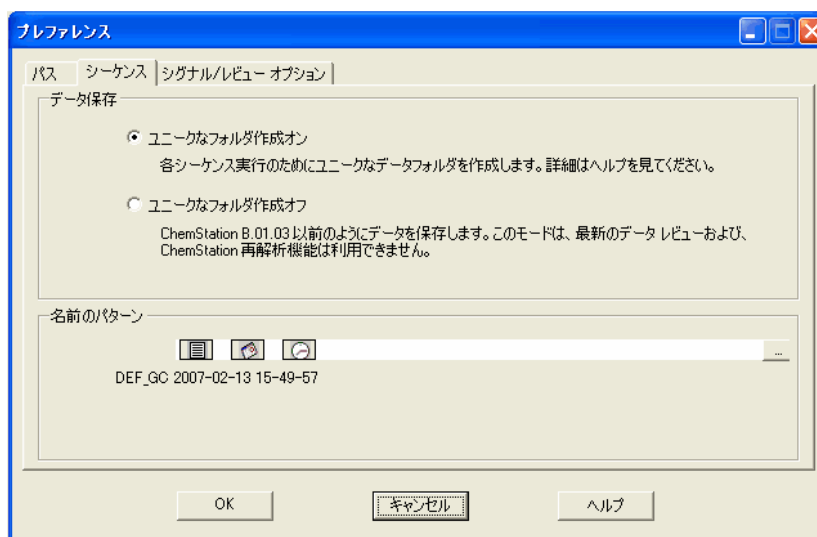 プレファレンス
パス
シーケンス
シグナル/レビュー オプション
データ保存
ユニークなフォルダ作成オン
各シーケンス実行のためにユニークなデータフォルダを作成します。詳細はヘルプを見てください。
ユニークなフォルダ作成オフ
ChemStation B.01.03以前のようにデータを保存します。このモードは、最新のデータ レビューおよび、
ChemStation 再解析機能は利用できません。
名前のパターン
...
DEF_GC 2007-02-13 15-49-57
OK
キャンセル
ヘルプ